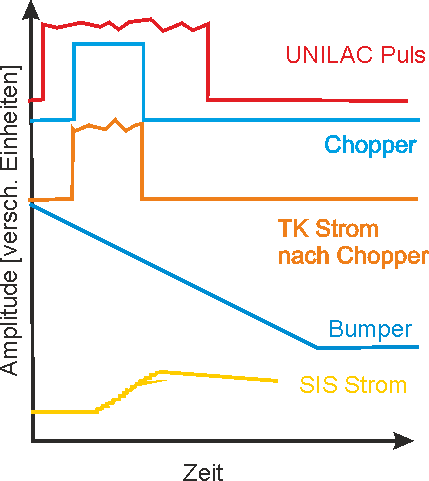 UNILAC Puls
Chopper
TK Strom
nach Chopper
Bumper
SIS Strom
Amplitude [versch. Einheiten]
Zeit